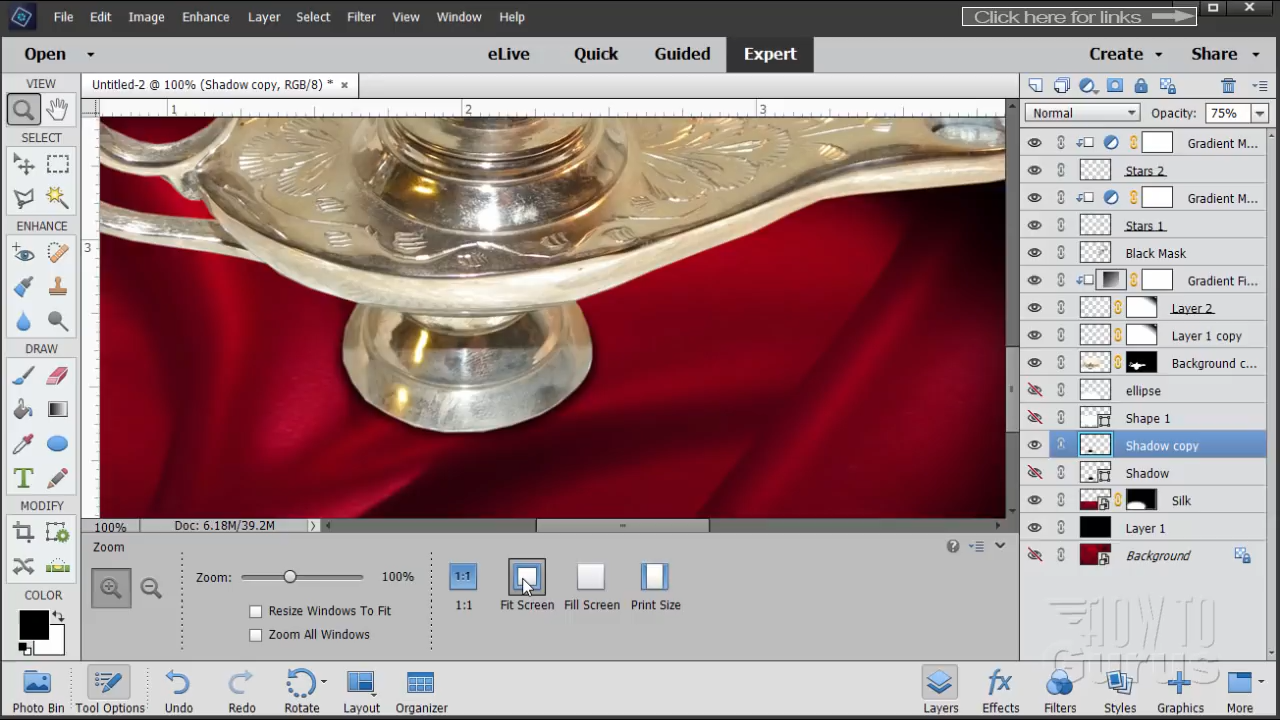 File Edit Image Enhance Layer Select Filter View Window Help
Click here for links
Open eLive Quick Guided Expert Create Share
VIEW
Untitled-2 @ 100% (Shadow copy, RGB/8) * ×
1 2 3
Normal Opacity: 75%
SELECT
Gradient M...
Stars 2
Gradient M...
ENHANCE
Stars 1
3
Black Mask
Gradient Fi...
Layer 2
Layer 1 copy
DRAW
Background c...
ellipse
Shape 1
Shadow copy
T
Shadow
MODIFY
Silk
100% Doc: 6.18M/39.2M
Layer 1
Zoom
Background
Zoom: 100%
1:1
1:1 Fit Screen Fill Screen Print Size
COLOR
Resize Windows To Fit
Zoom All Windows
HOW TO
Gurus
fx
Photo Bin Tool Options Undo Redo Rotate Layout Organizer Layers Effects Filters Styles Graphics More